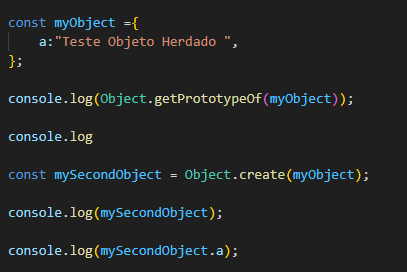 const myObject ={
    a:"Teste Objeto Herdado ",
};
console.log(Object.getPrototypeOf(myObject));
console.log
const mySecondObject = Object.create(myObject);
console.log(mySecondObject);
console.log(mySecondObject.a);